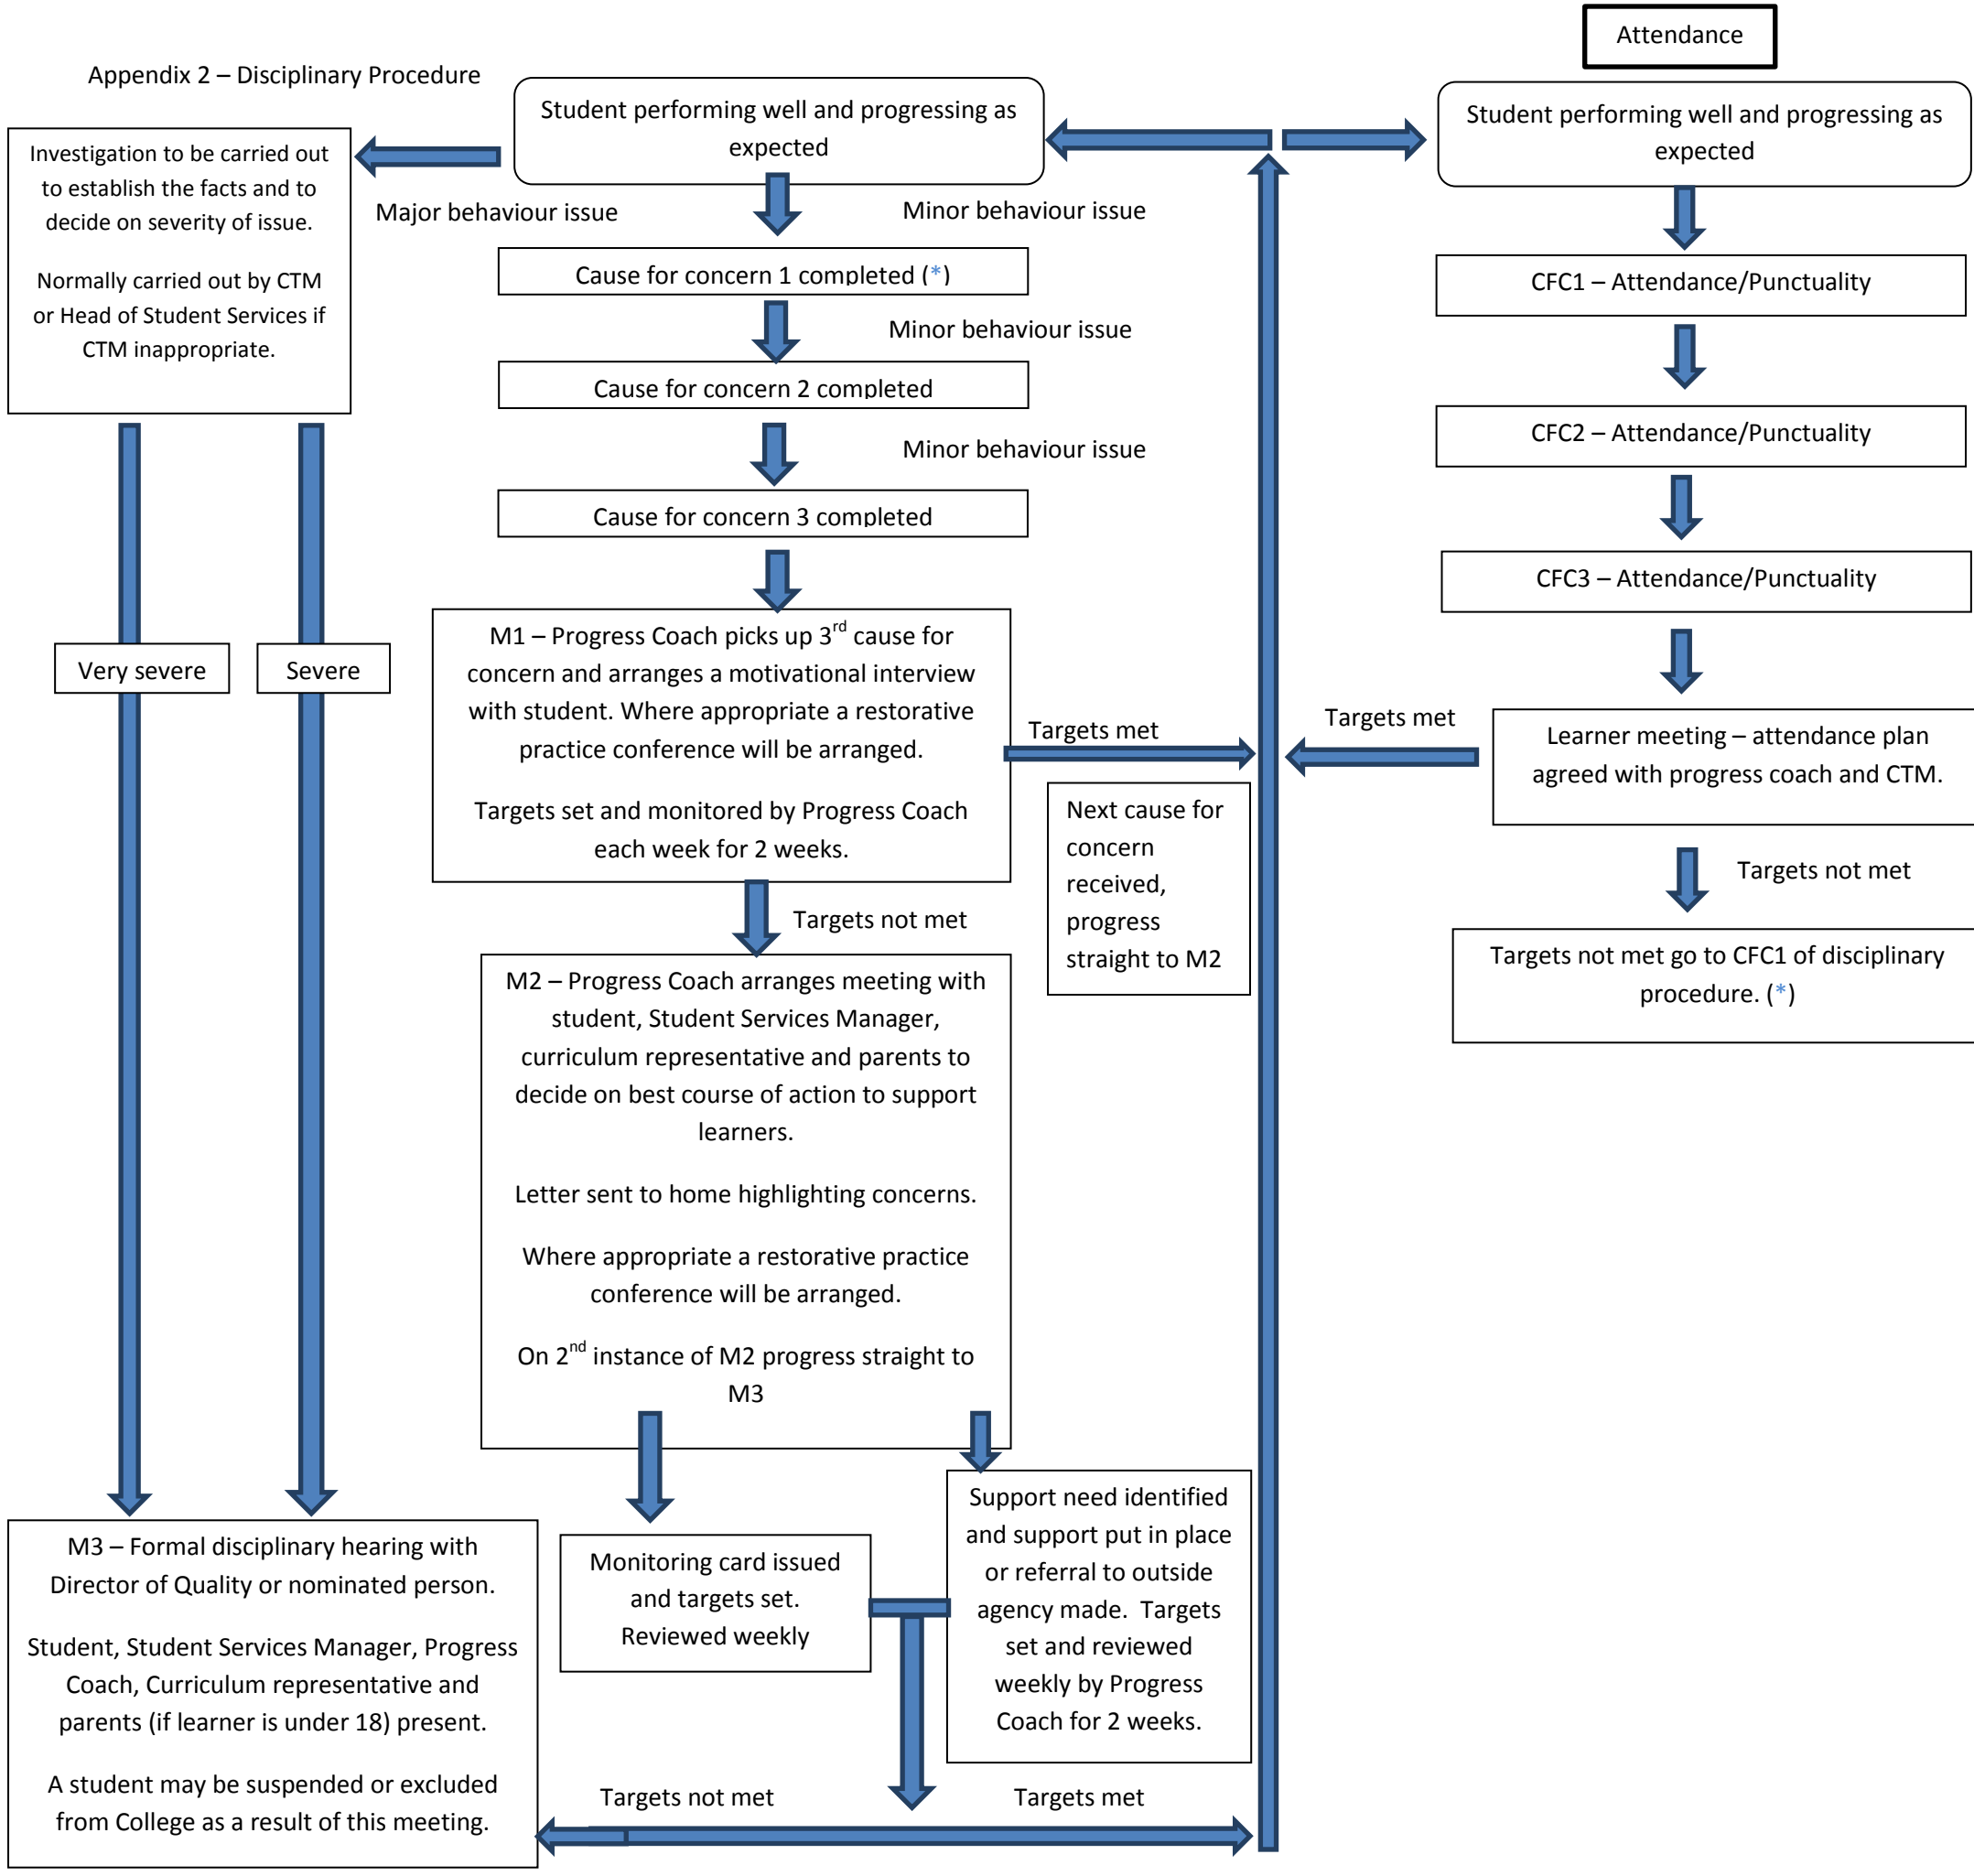 Attendance
Appendix 2 – Disciplinary Procedure
Student performing well and progressing as
expected
Student performing well and progressing as
expected
Investigation to be carried out
to establish the facts and to
decide on severity of issue.
Normally carried out by CTM
or Head of Student Services if
CTM inappropriate.
Major behaviour issue
Minor behaviour issue
Cause for concern 1 completed (*)
Minor behaviour issue
Cause for concern 2 completed
Minor behaviour issue
Cause for concern 3 completed
CFC1 – Attendance/Punctuality
CFC2 – Attendance/Punctuality
CFC3 – Attendance/Punctuality
Very severe
Severe
M1 – Progress Coach picks up 3rd cause for
concern and arranges a motivational interview
with student. Where appropriate a restorative
practice conference will be arranged.
Targets set and monitored by Progress Coach
each week for 2 weeks.
Targets met
Targets met
Learner meeting – attendance plan
agreed with progress coach and CTM.
Next cause for
concern
received,
progress
straight to M2
Targets not met
Targets not met
Targets not met go to CFC1 of disciplinary
procedure. (*)
M2 – Progress Coach arranges meeting with
student, Student Services Manager,
curriculum representative and parents to
decide on best course of action to support
learners.
Letter sent to home highlighting concerns.
Where appropriate a restorative practice
conference will be arranged.
On 2nd instance of M2 progress straight to
M3
Monitoring card issued
and targets set.
Reviewed weekly
Support need identified
and support put in place
or referral to outside
agency made. Targets
set and reviewed
weekly by Progress
Coach for 2 weeks.
M3 – Formal disciplinary hearing with
Director of Quality or nominated person.
Student, Student Services Manager, Progress
Coach, Curriculum representative and
parents (if learner is under 18) present.
A student may be suspended or excluded
from College as a result of this meeting.
Targets not met
Targets met